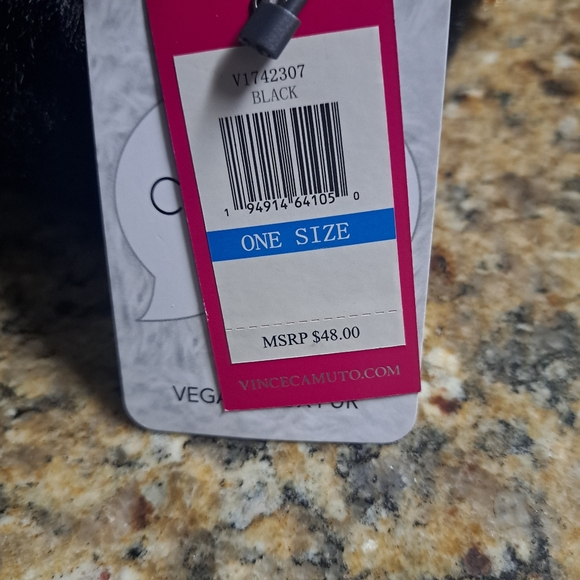 V1742307
BLACK
1 94914 64105 0
ONE SIZE
MSRP $48.00
VINCECAMUTO.COM